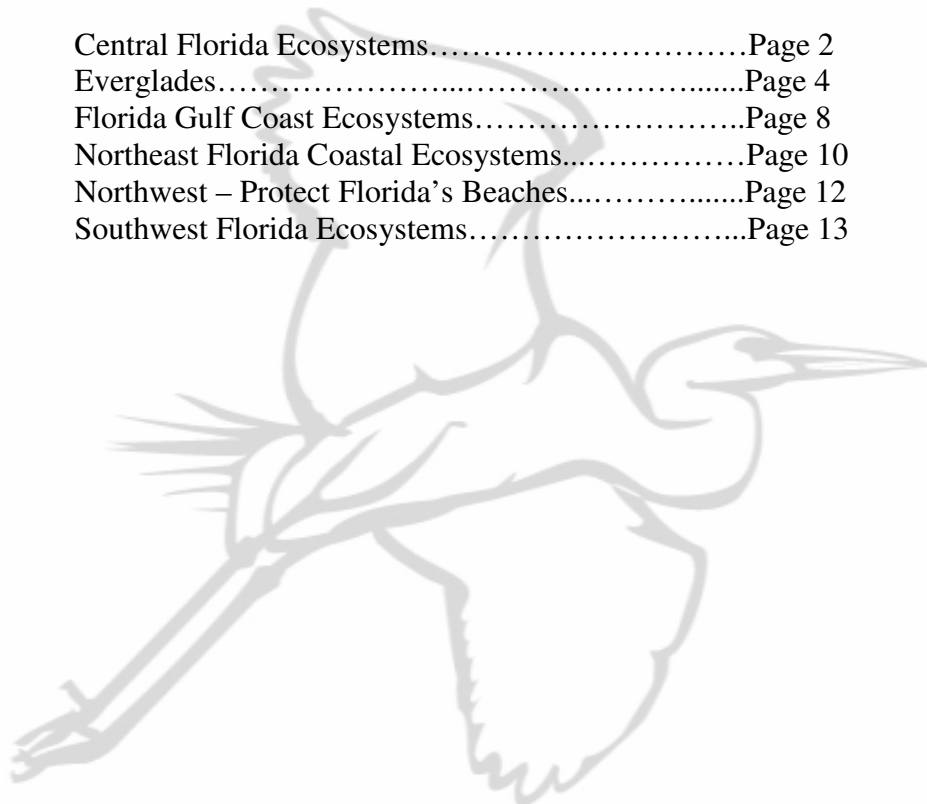 Central Florida Ecosystems…………………………Page 2
Everglades…………………...………………….......Page 4
Florida Gulf Coast Ecosystems……………………..Page 8
Northeast Florida Coastal Ecosystems...……………Page 10
Northwest – Protect Florida’s Beaches...……….......Page 12
Southwest Florida Ecosystems……………………...Page 13